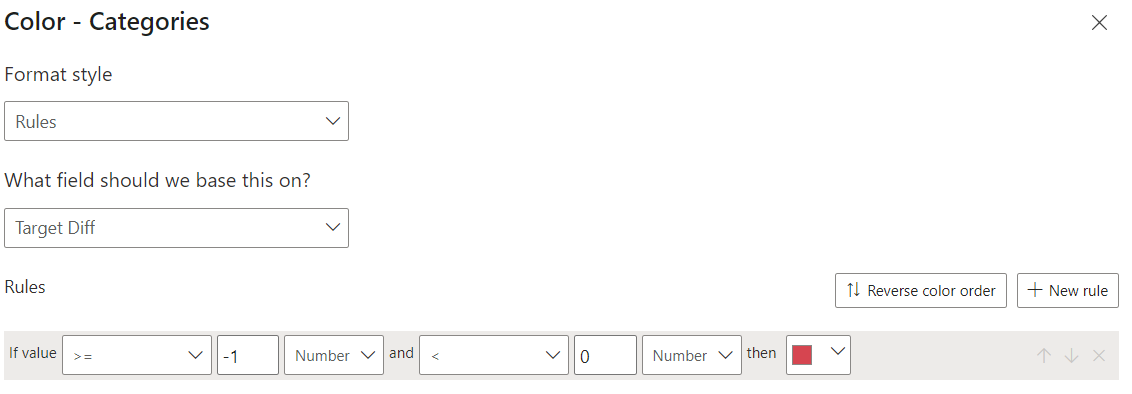 Color - Categories
Format style
Rules
What field should we base this on?
Target Diff
Rules
Reverse color order
New rule
If value >= -1 Number and < 0 Number then